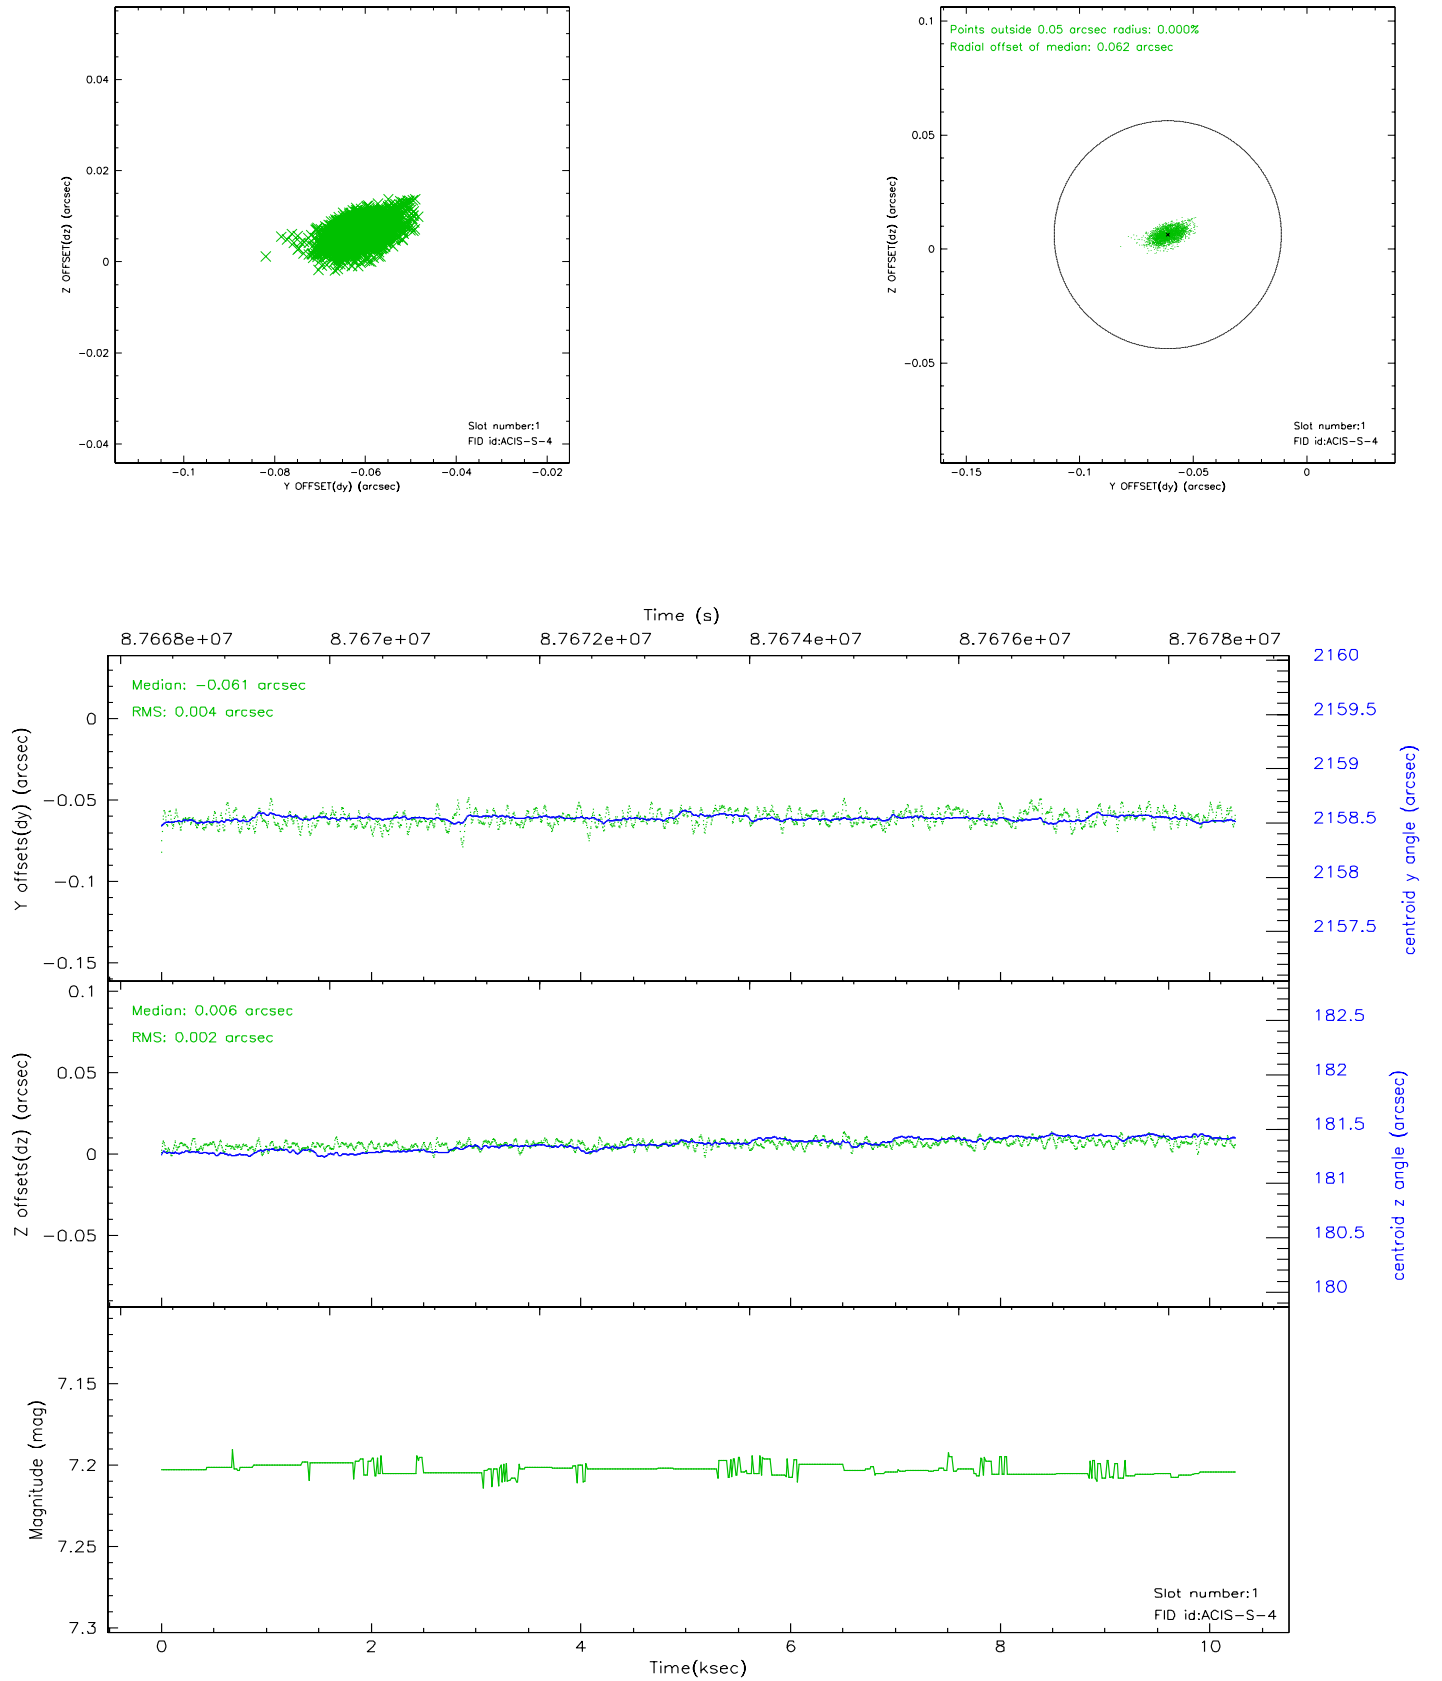 0.04
0.02
0
-0.02
-0.04
Z OFFSET(dz) (arcsec)
Slot number:1
FID id:ACIS-S-4
-0.1
-0.08
-0.06
-0.04
-0.02
Y OFFSET(dy) (arcsec)
Points outside 0.05 arcsec radius: 0.000%
Radial offset of median: 0.062 arcsec
0.1
0.05
0
-0.05
Z OFFSET(dz) (arcsec)
Slot number:1
FID id:ACIS-S-4
-0.15
-0.1
-0.05
0
Y OFFSET(dy) (arcsec)
Time (s)
8.7668e+07
8.767e+07
8.7672e+07
8.7674e+07
8.7676e+07
8.7678e+07
Median: -0.061 arcsec
RMS: 0.004 arcsec
0
-0.05
-0.1
-0.15
Y offsets(dy) (arcsec)
2160
2159.5
2159
2158.5
2158
2157.5
centroid y angle (arcsec)
Median: 0.006 arcsec
RMS: 0.002 arcsec
0.1
0.05
0
-0.05
Z offsets(dz) (arcsec)
182.5
182
181.5
181
180.5
180
centroid z angle (arcsec)
7.15
7.2
7.25
7.3
Magnitude (mag)
Slot number:1
FID id:ACIS-S-4
0
2
4
6
8
10
Time(ksec)